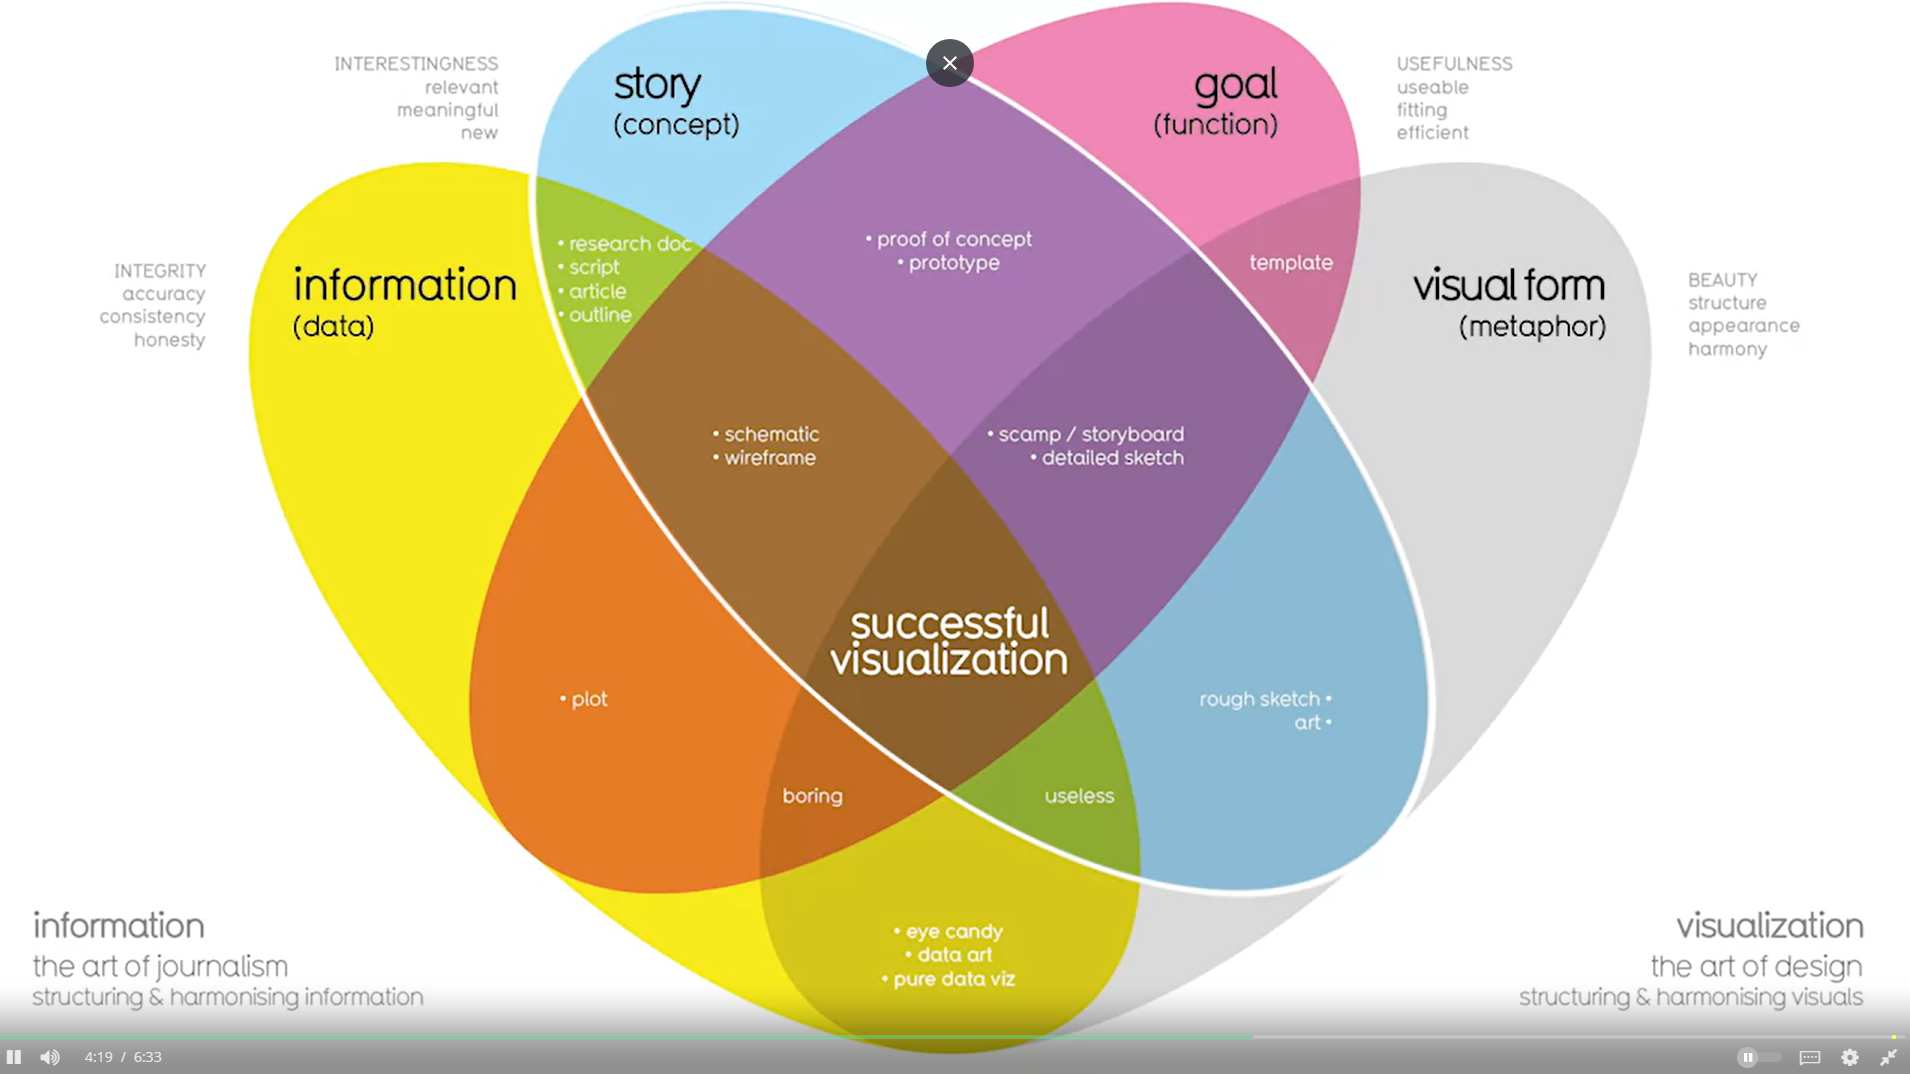 INTERESTINGNESS
relevant
meaningful
new
story
(concept)
goal
(function)
USEFULNESS
useable
fitting
efficient
INTEGRITY
accuracy
consistency
honesty
information
(data)
• research doc
• script
• article
• outline
• proof of concept
• prototype
template
visual form
(metaphor)
BEAUTY
structure
appearance
harmony
• schematic
• wireframe
• scamp / storyboard
• detailed sketch
successful
visualization
• plot
rough sketch •
art •
boring
useless
• eye candy
• data art
• pure data viz
information
the art of journalism
structuring & harmonising information
visualization
the art of design
structuring & harmonising visuals
4:19 / 6:33